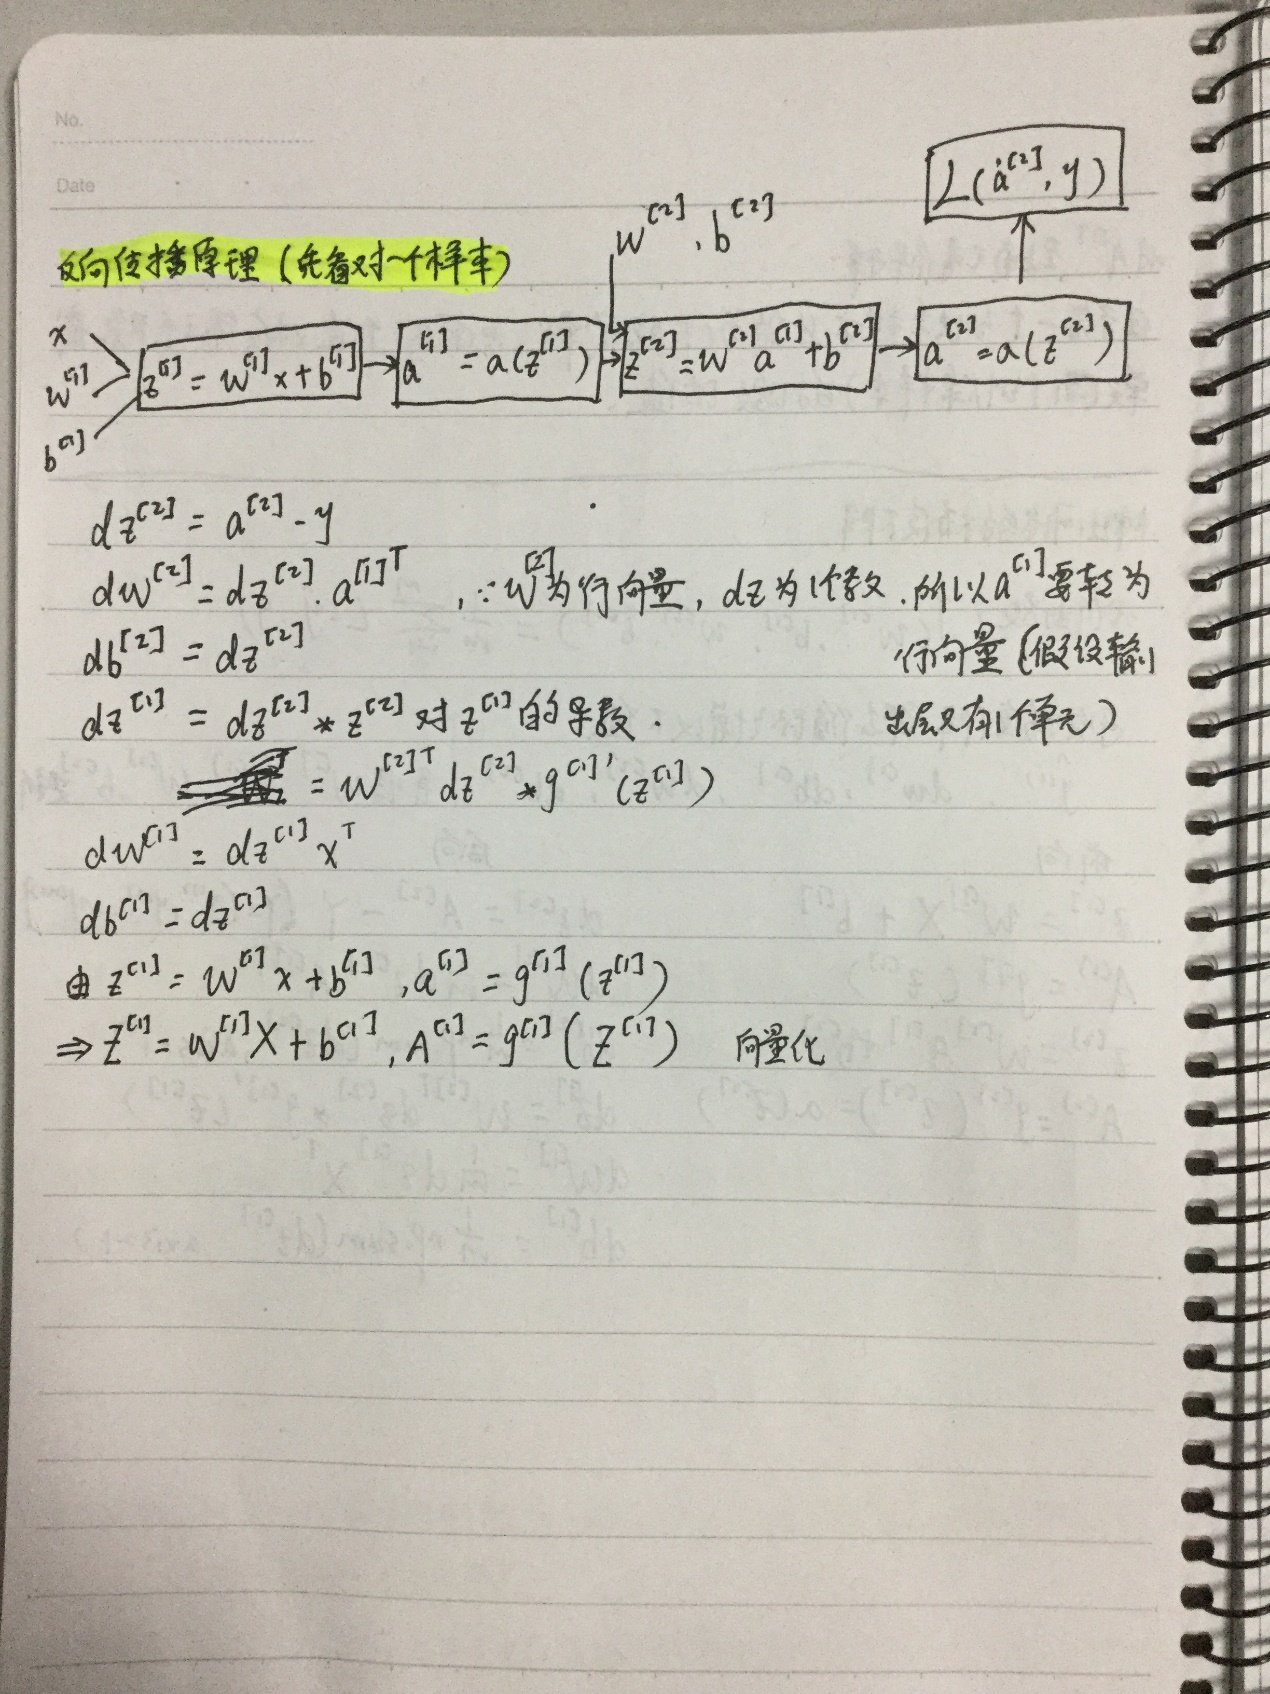 No.
Date
L(a^[2], y)
w^[2], b^[2]
反向传播原理(先看对一个样本)
x
w^[1]
b^[1]
z^[1] = w^[1]x + b^[1] → a^[1] = a(z^[1]) → z^[2] = w^[2]a^[1] + b^[2] → a^[2] = a(z^[2])
dz^[2] = a^[2] - y
dw^[2] = dz^[2] . a^[1]T , ∵ w^[2]为行向量, dz为1个数. 所以a^[1]要转为
行向量(假设输
出层只有1个单元)
db^[2] = dz^[2]
dz^[1] = dz^[2] * z^[2] 对 z^[1] 的导数.
= w^[2]T dz^[2] * g^[1]'(z^[1])
dw^[1] = dz^[1] x^T
db^[1] = dz^[1]
由 z^[1] = w^[1]x + b^[1], a^[1] = g^[1](z^[1])
⇒ Z^[1] = w^[1]X + b^[1], A^[1] = g^[1](Z^[1]) 向量化